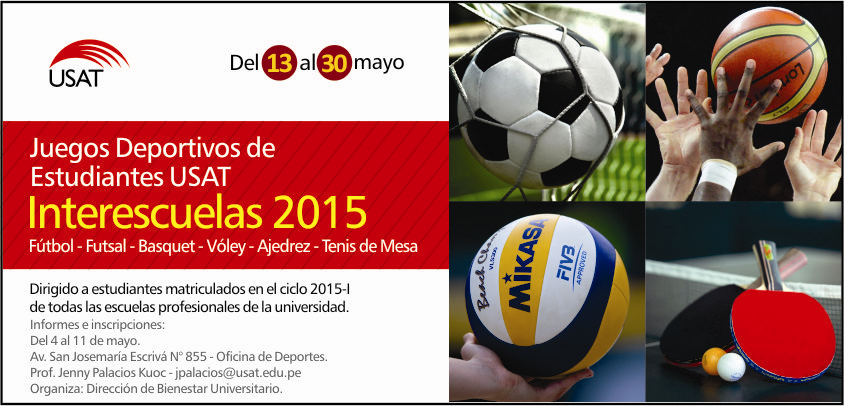 USAT
Del 13 al 30 mayo
Juegos Deportivos de
Estudiantes USAT
Interescuelas 2015
Fútbol - Futsal - Basquet - Vóley - Ajedrez - Tenis de Mesa
Dirigido a estudiantes matriculados en el ciclo 2015-I
de todas las escuelas profesionales de la universidad.
Informes e inscripciones:
Del 4 al 11 de mayo.
Av. San Josemaría Escrivá N° 855 - Oficina de Deportes.
Prof. Jenny Palacios Kuoc - jpalacios@usat.edu.pe
Organiza: Dirección de Bienestar Universitario.
Beach
VLS300
MIKASA
FIVB
APPROVED